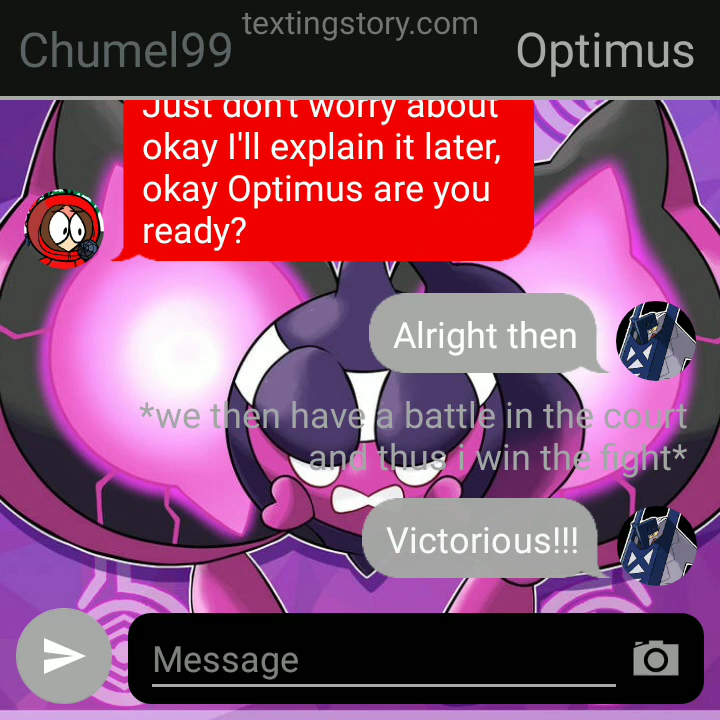 textingstory.com
Chumel99
Optimus
Just don't worry about
okay I'll explain it later,
okay Optimus are you
ready?
Alright then
*we then have a battle in the court
and thus i win the fight*
Victorious!!!
Message